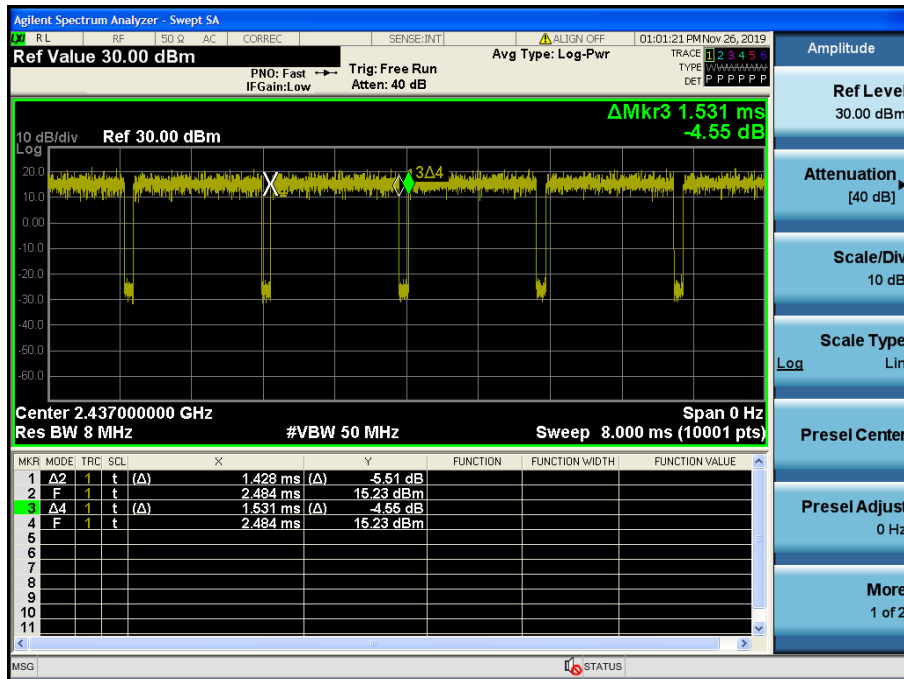 Agilent Spectrum Analyzer - Swept SA
LXI RL RF 50 Ω AC CORREC SENSE:INT ALIGN OFF 01:01:21 PM Nov 26, 2019
Ref Value 30.00 dBm
PNO: Fast
IFGain:Low
Trig: Free Run
Atten: 40 dB
Avg Type: Log-Pwr
TRACE 1 2 3 4 5 6
TYPE
DET P P P P P P
ΔMkr3 1.531 ms
-4.55 dB
10 dB/div Ref 30.00 dBm
Log
20.0
10.0
0.00
-10.0
-20.0
-30.0
-40.0
-50.0
-60.0
3Δ4
Center 2.437000000 GHz Span 0 Hz
Res BW 8 MHz #VBW 50 MHz Sweep 8.000 ms (10001 pts)
MKR MODE TRC SCL X Y FUNCTION FUNCTION WIDTH FUNCTION VALUE
1 Δ2 1 t (Δ) 1.428 ms (Δ) -5.51 dB
2 F 1 t 2.484 ms 15.23 dBm
3 Δ4 1 t (Δ) 1.531 ms (Δ) -4.55 dB
4 F 1 t 2.484 ms 15.23 dBm
5
6
7
8
9
10
11
MSG STATUS
Amplitude
Ref Level
30.00 dBm
Attenuation
[40 dB]
Scale/Div
10 dB
Scale Type
Log Lin
Presel Center
Presel Adjust
0 Hz
More
1 of 2